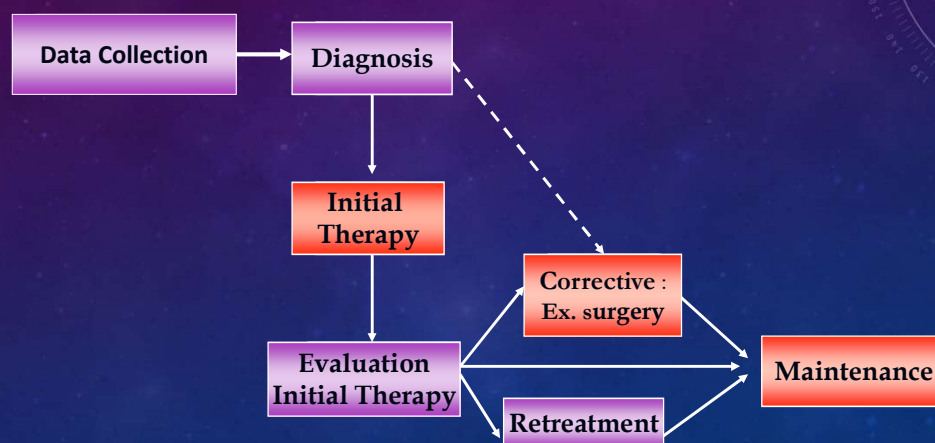 Data Collection
Diagnosis
Initial
Therapy
Corrective :
Ex. surgery
Evaluation
Initial Therapy
Maintenance
Retreatment